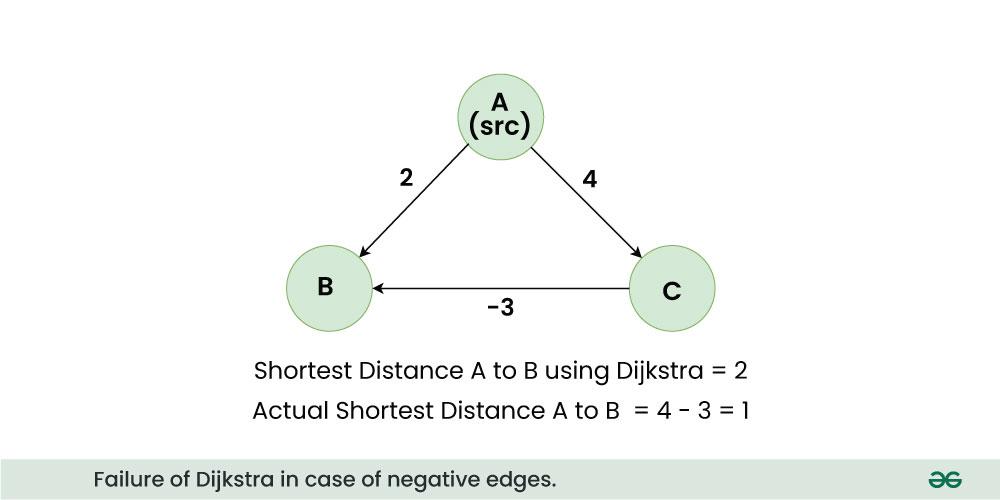 A
(src)
2
4
B
C
-3
Shortest Distance A to B using Dijkstra = 2
Actual Shortest Distance A to B = 4 - 3 = 1
Failure of Dijkstra in case of negative edges.